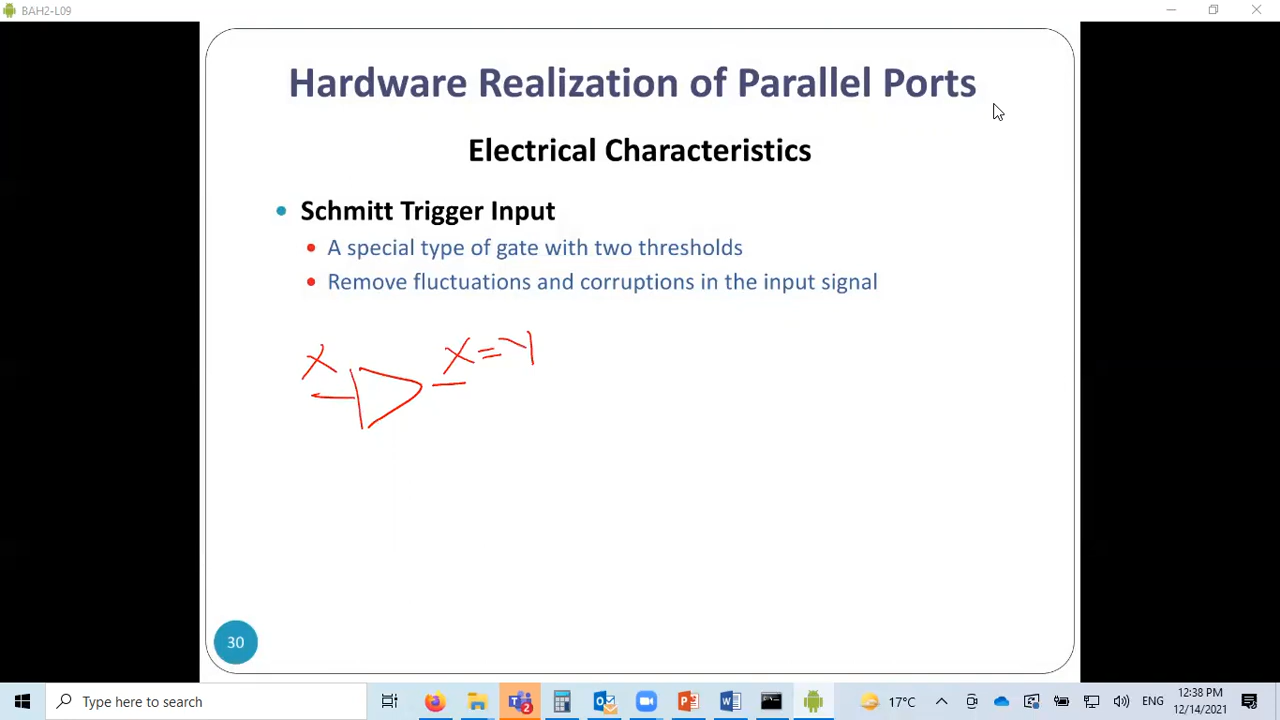 BAH2-L09
Hardware Realization of Parallel Ports
Electrical Characteristics
Schmitt Trigger Input
A special type of gate with two thresholds
Remove fluctuations and corruptions in the input signal
X
X=Y
30
Type here to search
2
17°C
ENG
12:38 PM
12/14/2021